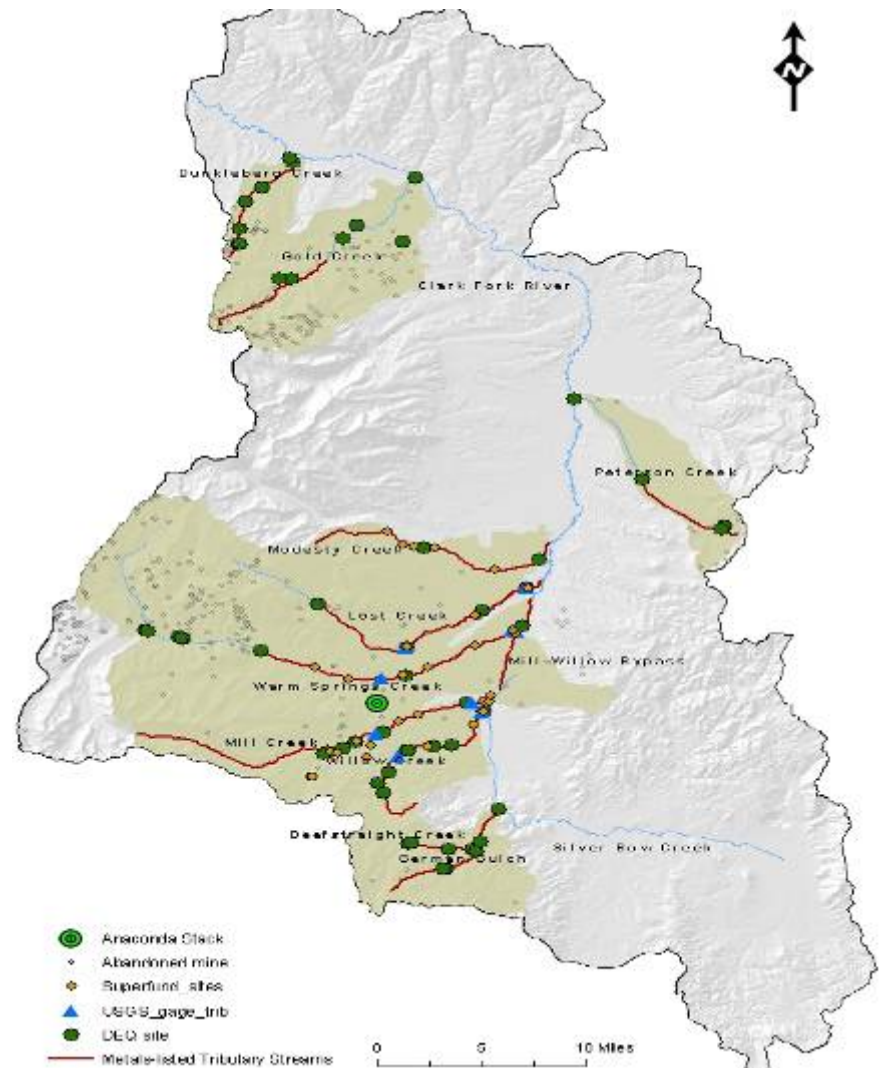 N
Dunkleberg Creek
Gold Creek
Clark Fork River
Peterson Creek
Modesty Creek
Lost Creek
Mill-Willow Bypass
Warm Springs Creek
Mill Creek
Willow Creek
Beefstraight Creek
German Gulch
Silver Bow Creek
Anaconda Stack
Abandoned mine
Superfund_sites
USGS_gage_trib
DEQ site
Metals-listed Tributary Streams
0 5 10 Miles